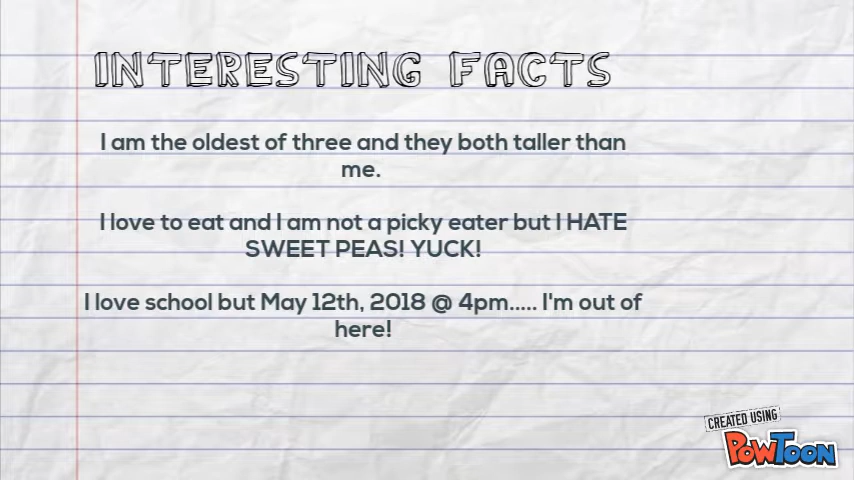 INTERESTING FACTS
I am the oldest of three and they both taller than
me.
I love to eat and I am not a picky eater but I HATE
SWEET PEAS! YUCK!
I love school but May 12th, 2018 @ 4pm..... I'm out of
here!
CREATED USING
POWTOON